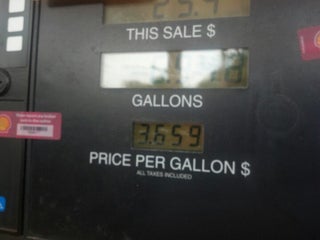 THIS SALE $
GALLONS
3.659
PRICE PER GALLON $
ALL TAXES INCLUDED